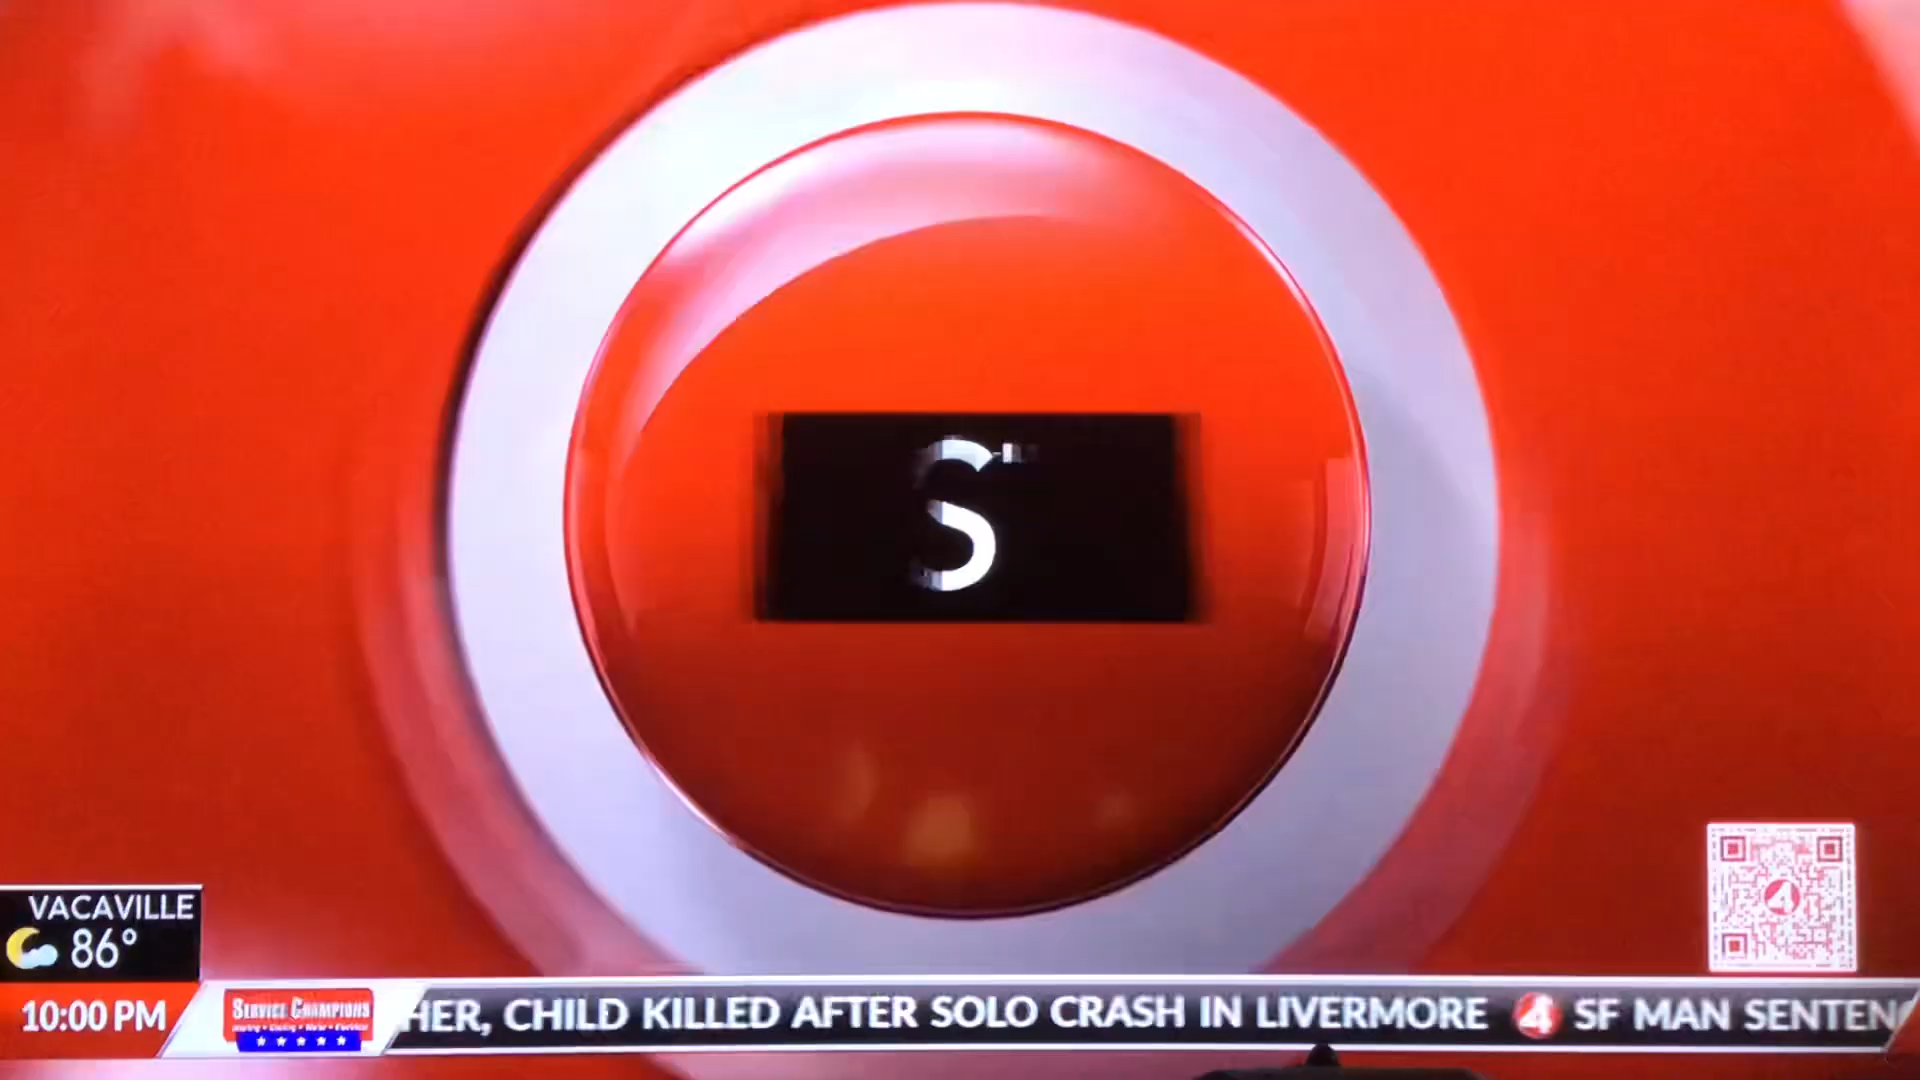 S
VACAVILLE
86°
10:00 PM
SERVICE CHAMPIONS
HER, CHILD KILLED AFTER SOLO CRASH IN LIVERMORE 4 SF MAN SENTEN
4